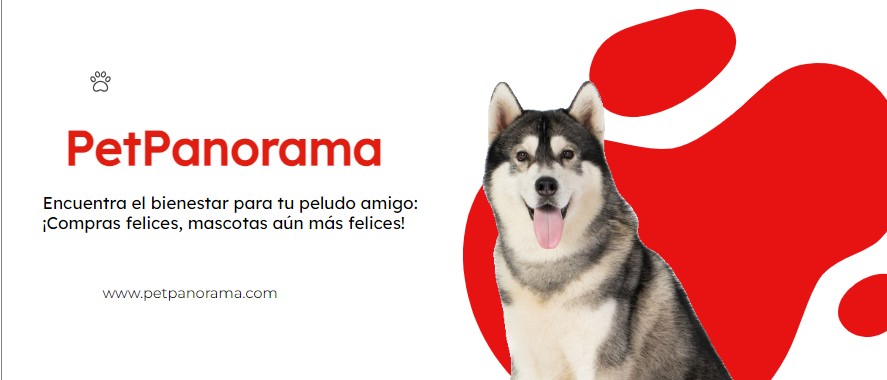 PetPanorama
Encuentra el bienestar para tu peludo amigo:
¡Compras felices, mascotas aún más felices!
www.petpanorama.com